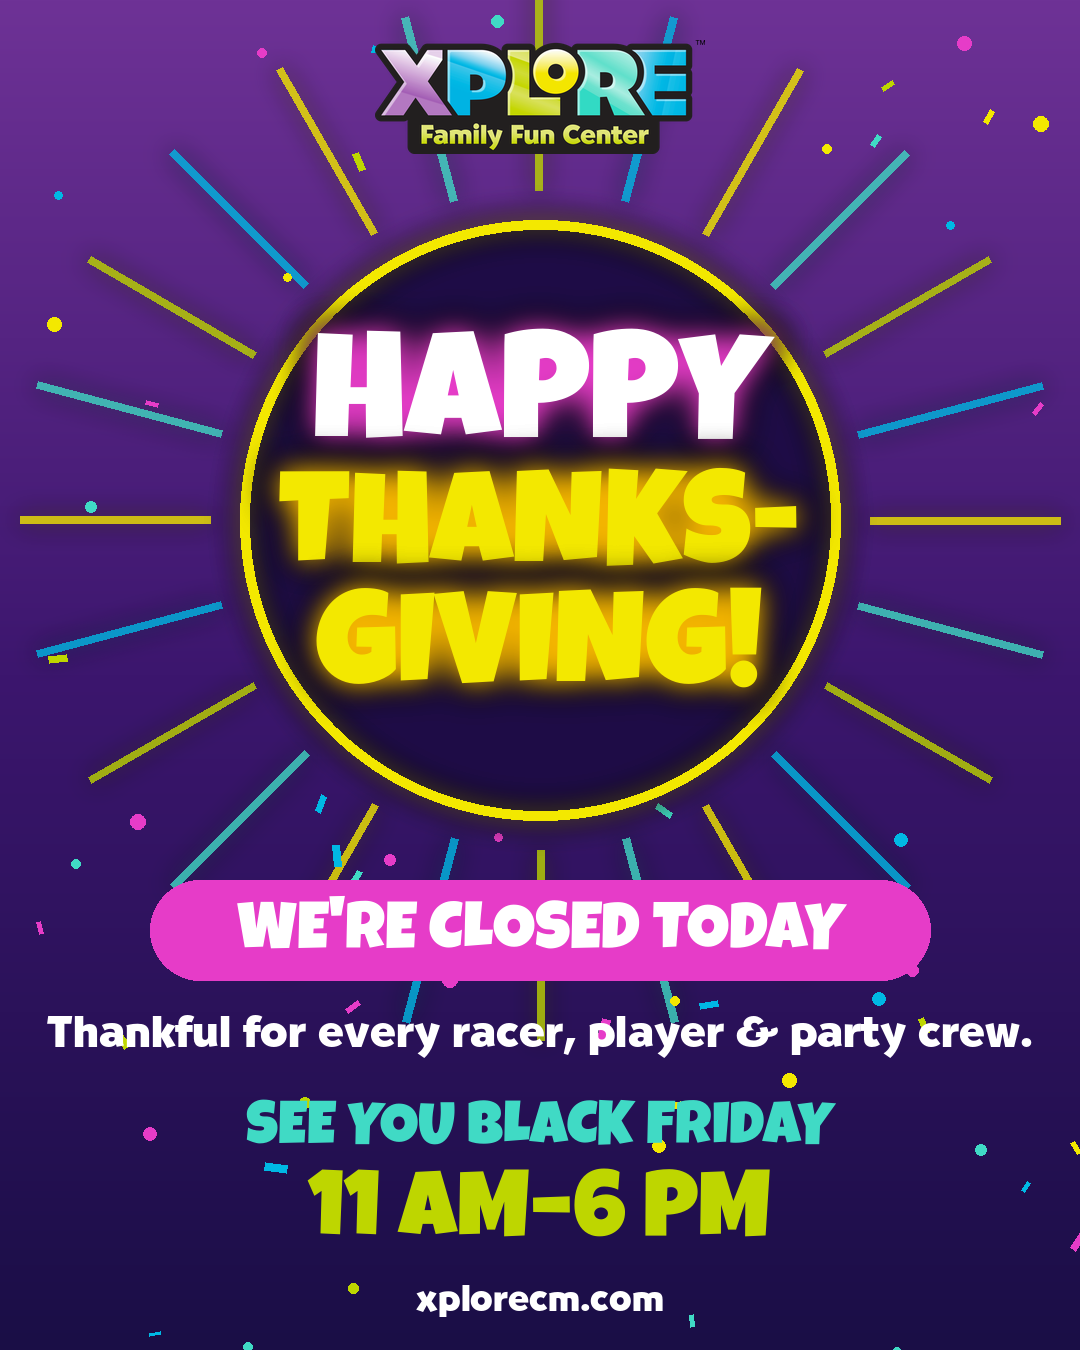 XPLORE™
Family Fun Center
HAPPY
THANKS-
GIVING!
WE'RE CLOSED TODAY
Thankful for every racer, player & party crew.
SEE YOU BLACK FRIDAY
11 AM–6 PM
xplorecm.com